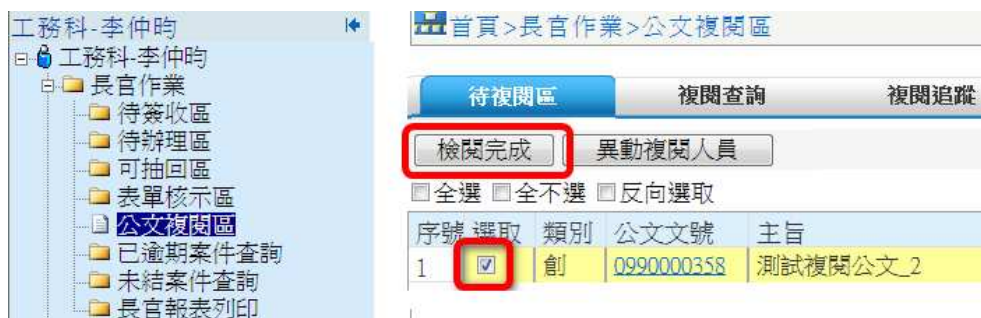 工務科-李仲昀
工務科-李仲昀
長官作業
待簽收區
待辦理區
可抽回區
表單核示區
公文複閱區
已逾期案件查詢
未結案件查詢
長官報表列印
首頁>長官作業>公文複閱區
待複閱區 複閱查詢 複閱追蹤
檢閱完成 異動複閱人員
全選 全不選 反向選取
序號 選取 類別 公文文號 主旨
1 創 0990000358 測試複閱公文_2